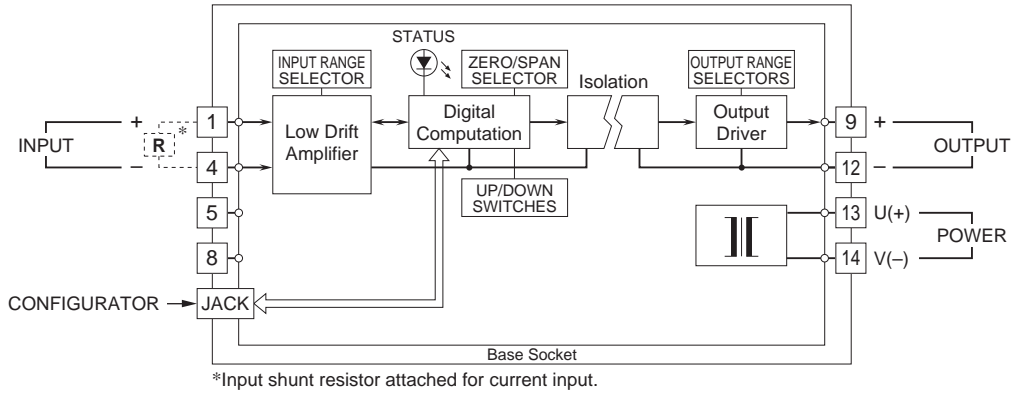 STATUS
INPUT RANGE
SELECTOR
ZERO/SPAN
SELECTOR
Isolation
OUTPUT RANGE
SELECTORS
INPUT
+
R
*
–
1
4
5
8
Low Drift
Amplifier
Digital
Computation
UP/DOWN
SWITCHES
Output
Driver
9
+
12
–
OUTPUT
13
U(+)
14
V(–)
POWER
CONFIGURATOR
JACK
Base Socket
*Input shunt resistor attached for current input.